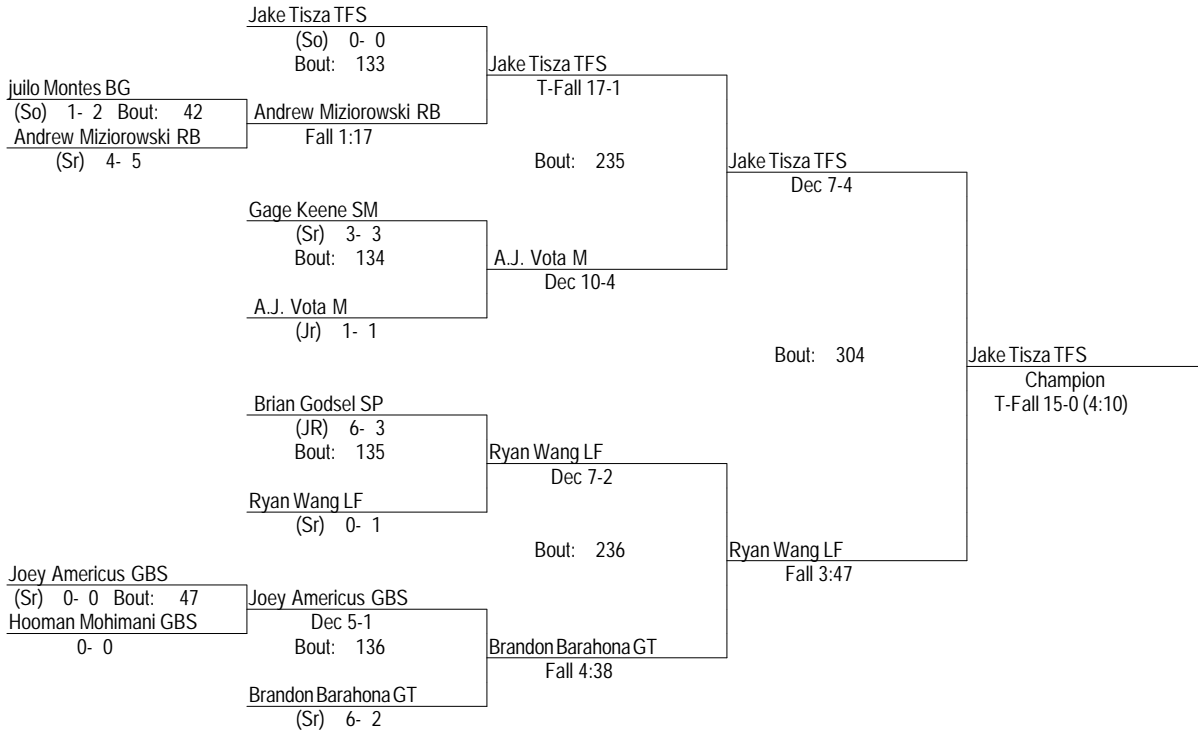 Jake Tisza TFS
(So) 0- 0
Bout: 133
Jake Tisza TFS
T-Fall 17-1
juilo Montes BG
(So) 1- 2 Bout: 42
Andrew Miziorowski RB
Andrew Miziorowski RB
Fall 1:17
(Sr) 4- 5
Bout: 235
Jake Tisza TFS
Dec 7-4
Gage Keene SM
(Sr) 3- 3
Bout: 134
A.J. Vota M
Dec 10-4
A.J. Vota M
(Jr) 1- 1
Bout: 304
Jake Tisza TFS
Champion
T-Fall 15-0 (4:10)
Brian Godsel SP
(JR) 6- 3
Bout: 135
Ryan Wang LF
Dec 7-2
Ryan Wang LF
(Sr) 0- 1
Bout: 236
Ryan Wang LF
Fall 3:47
Joey Americus GBS
(Sr) 0- 0 Bout: 47
Hooman Mohimani GBS
0- 0
Joey Americus GBS
Dec 5-1
Bout: 136
Brandon Barahona GT
Fall 4:38
Brandon Barahona GT
(Sr) 6- 2